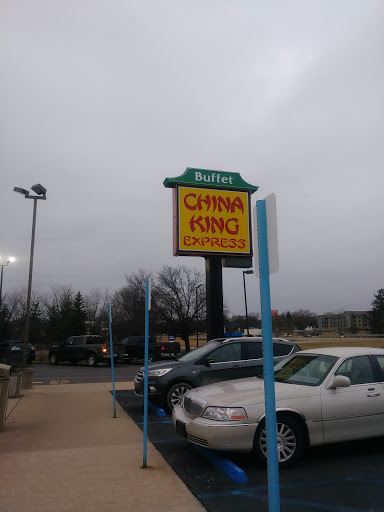 Buffet
CHINA
KING
EXPRESS